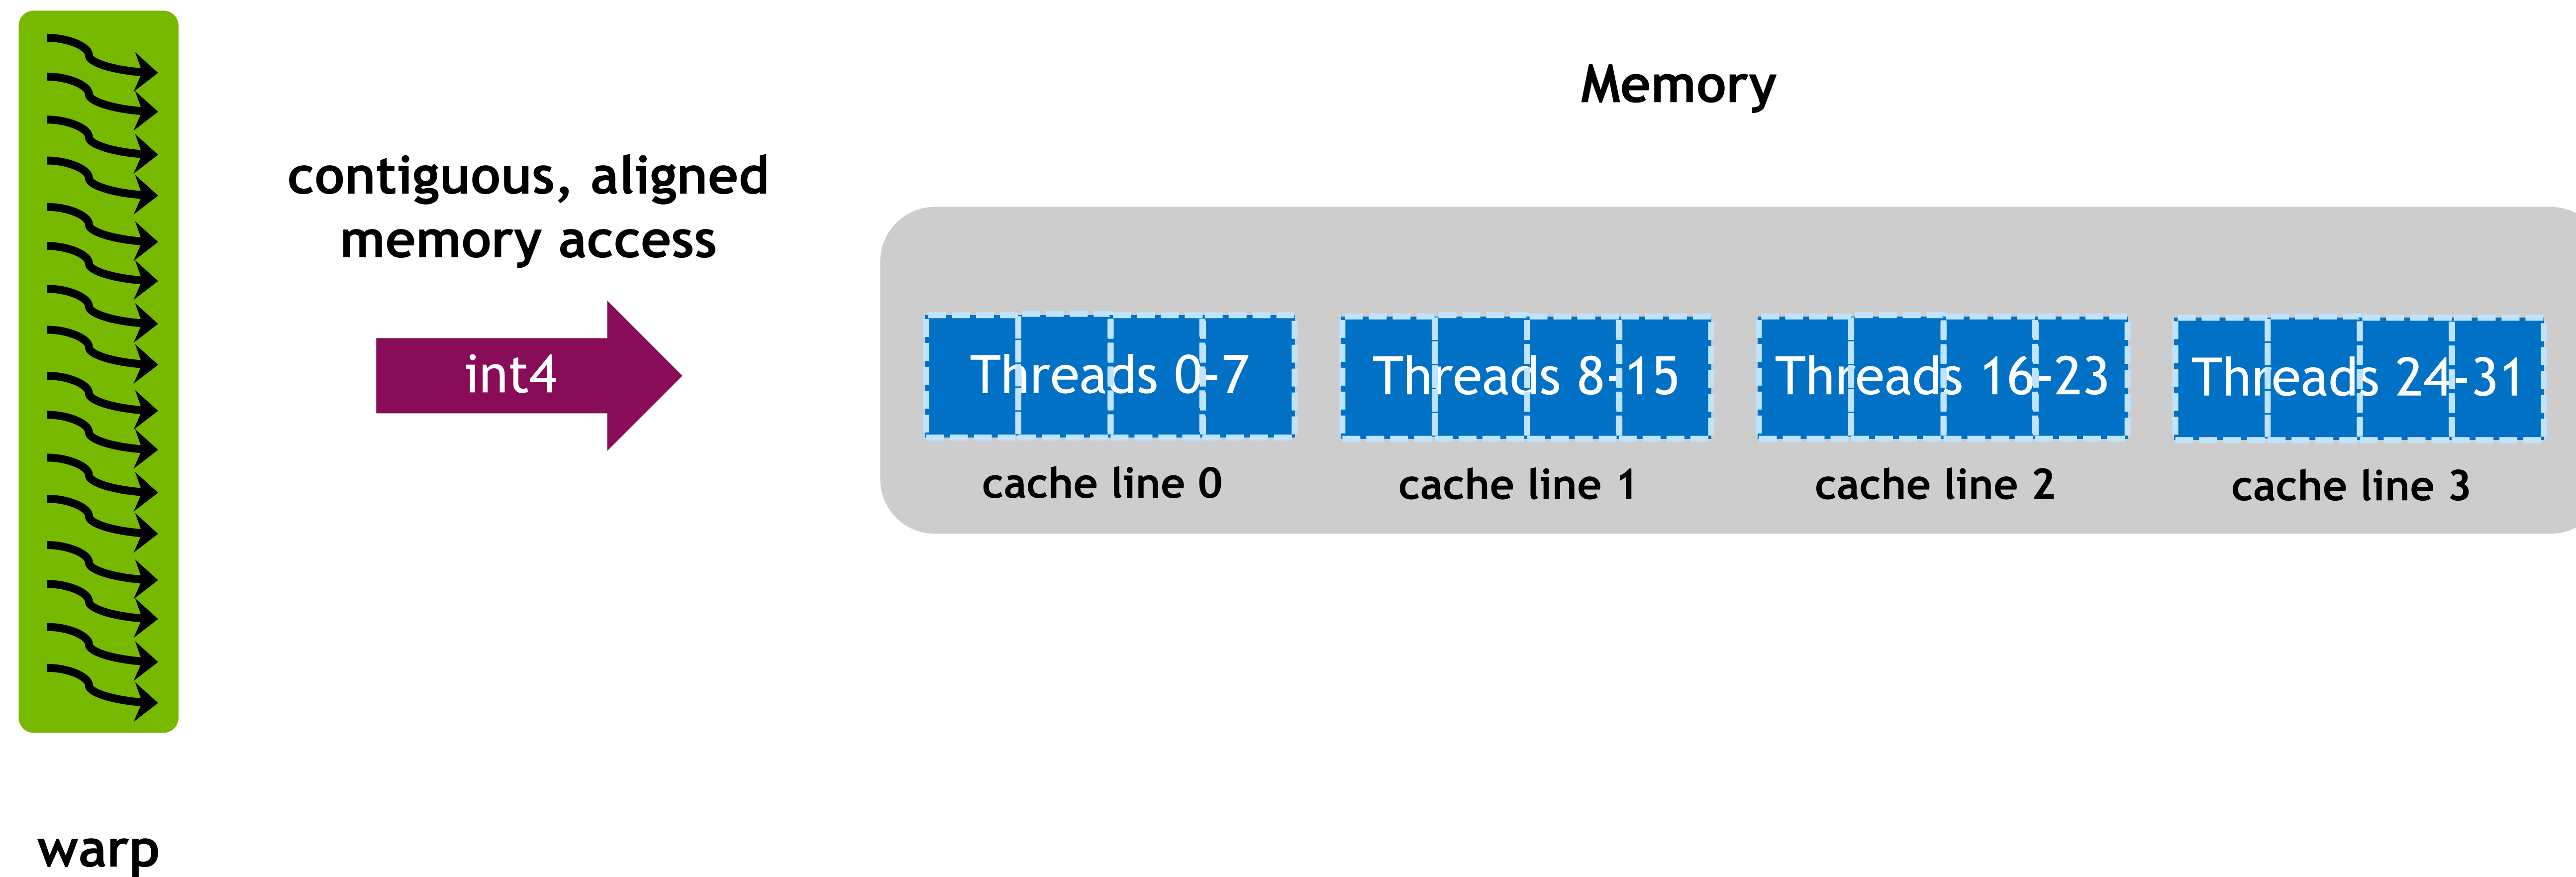 Memory
contiguous, aligned
memory access
int4
Threads 0-7
Threads 8-15
Threads 16-23
Threads 24-31
cache line 0
cache line 1
cache line 2
cache line 3
warp